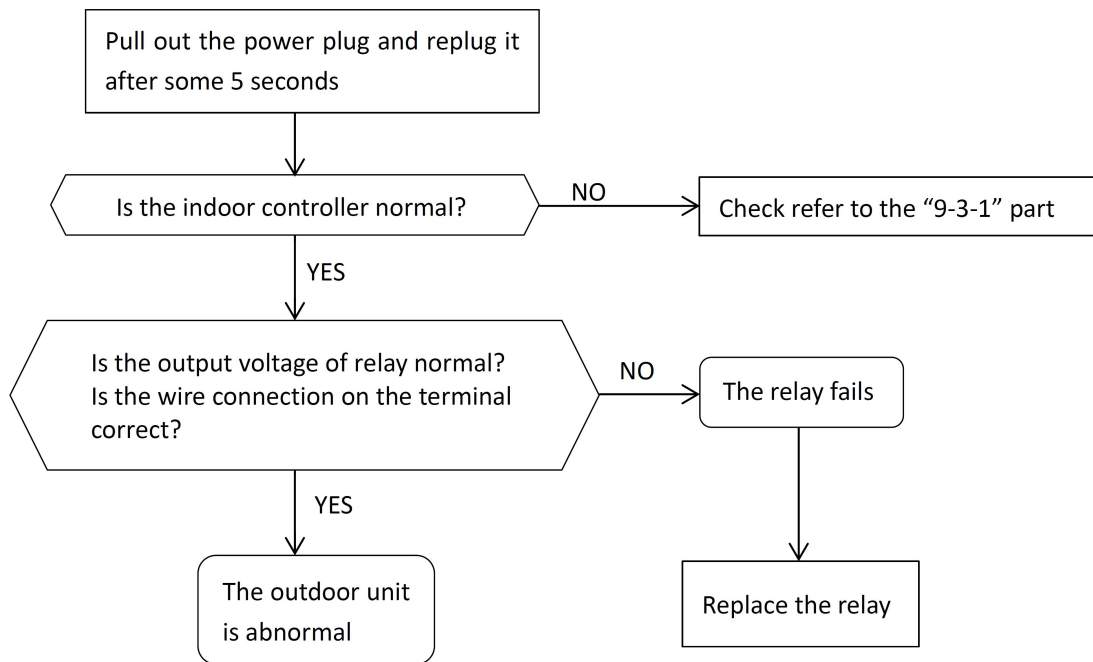 Pull out the power plug and replug it
after some 5 seconds
Is the indoor controller normal?
NO
Check refer to the “9-3-1” part
YES
Is the output voltage of relay normal?
Is the wire connection on the terminal
correct?
NO
The relay fails
YES
The outdoor unit
is abnormal
Replace the relay